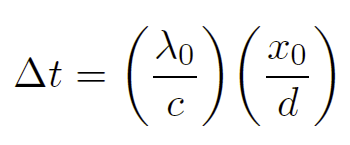 Δt = (λ₀/c)(x₀/d)